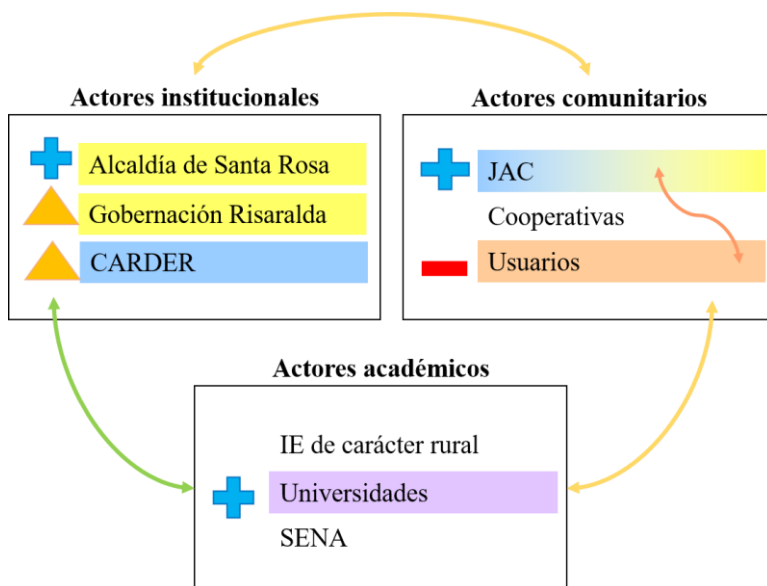 Actores institucionales
Alcaldía de Santa Rosa
Gobernación Risaralda
CARDER
Actores comunitarios
JAC
Cooperativas
Usuarios
Actores académicos
IE de carácter rural
Universidades
SENA